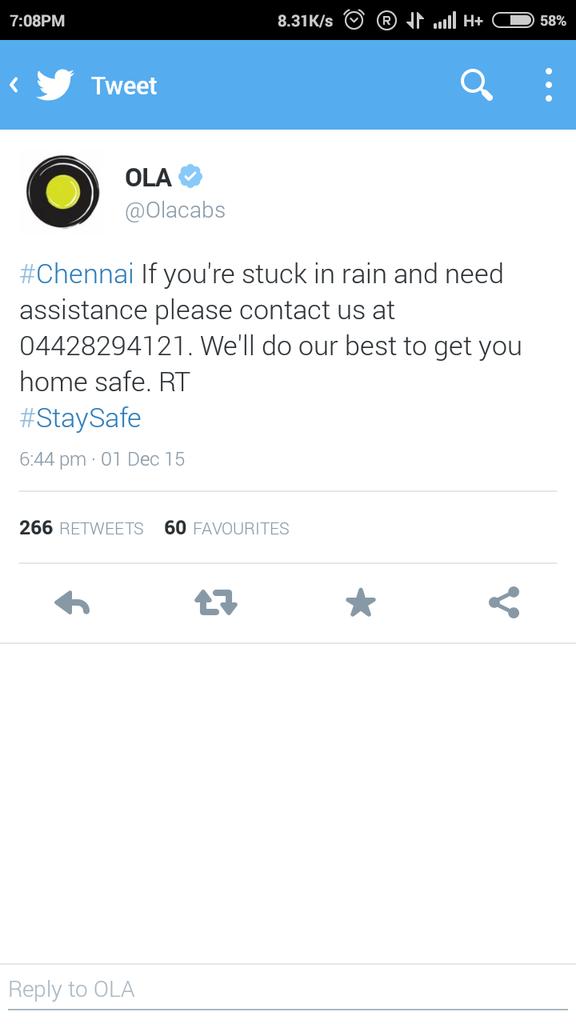 7:08PM 8.31K/s R H+ 58%
Tweet
OLA
@Olacabs
#Chennai If you're stuck in rain and need
assistance please contact us at
04428294121. We'll do our best to get you
home safe. RT
#StaySafe
6:44 pm · 01 Dec 15
266 RETWEETS 60 FAVOURITES
Reply to OLA